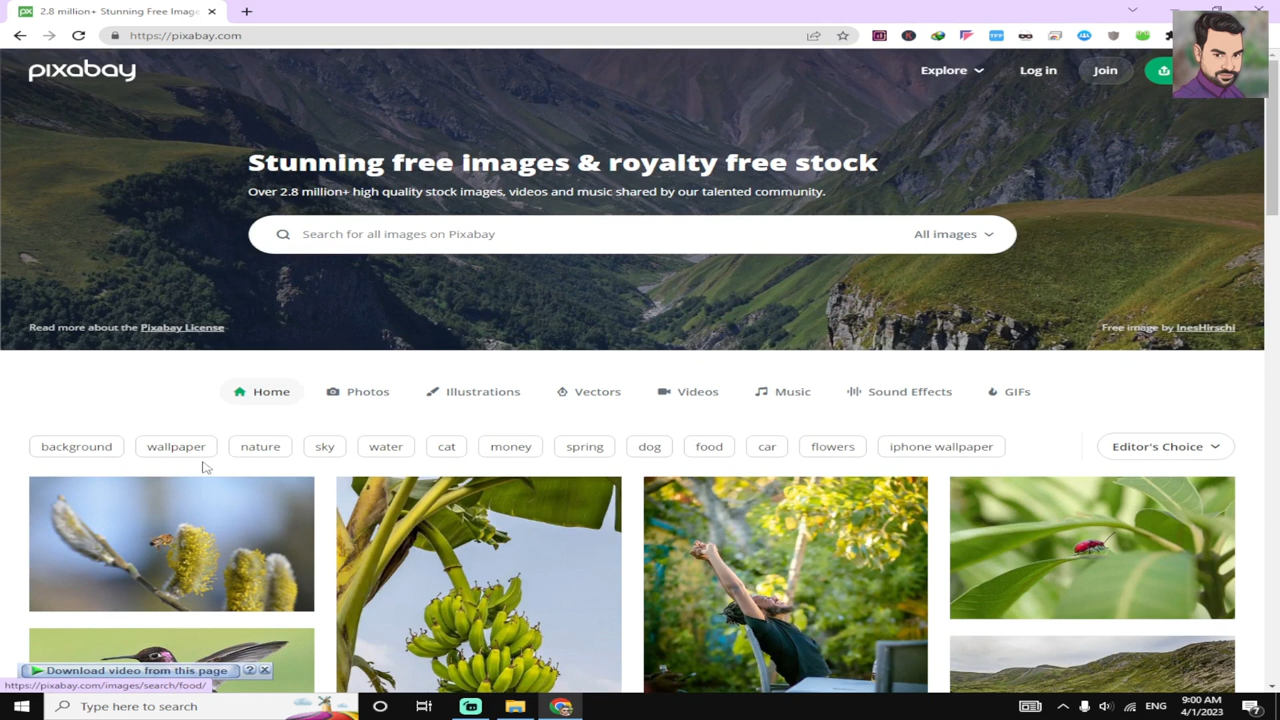 2.8 million+ Stunning Free Image
https://pixabay.com
pixabay
Explore
Log in
Join
Stunning free images & royalty free stock
Over 2.8 million+ high quality stock images, videos and music shared by our talented community.
Search for all images on Pixabay
All images
Read more about the Pixabay License
Free image by InesHirschi
Home
Photos
Illustrations
Vectors
Videos
Music
Sound Effects
GIFs
background
wallpaper
nature
sky
water
cat
money
spring
dog
food
car
flowers
iphone wallpaper
Editor's Choice
Download video from this page
https://pixabay.com/images/search/food/
Type here to search
ENG
9:00 AM
4/1/2023
7